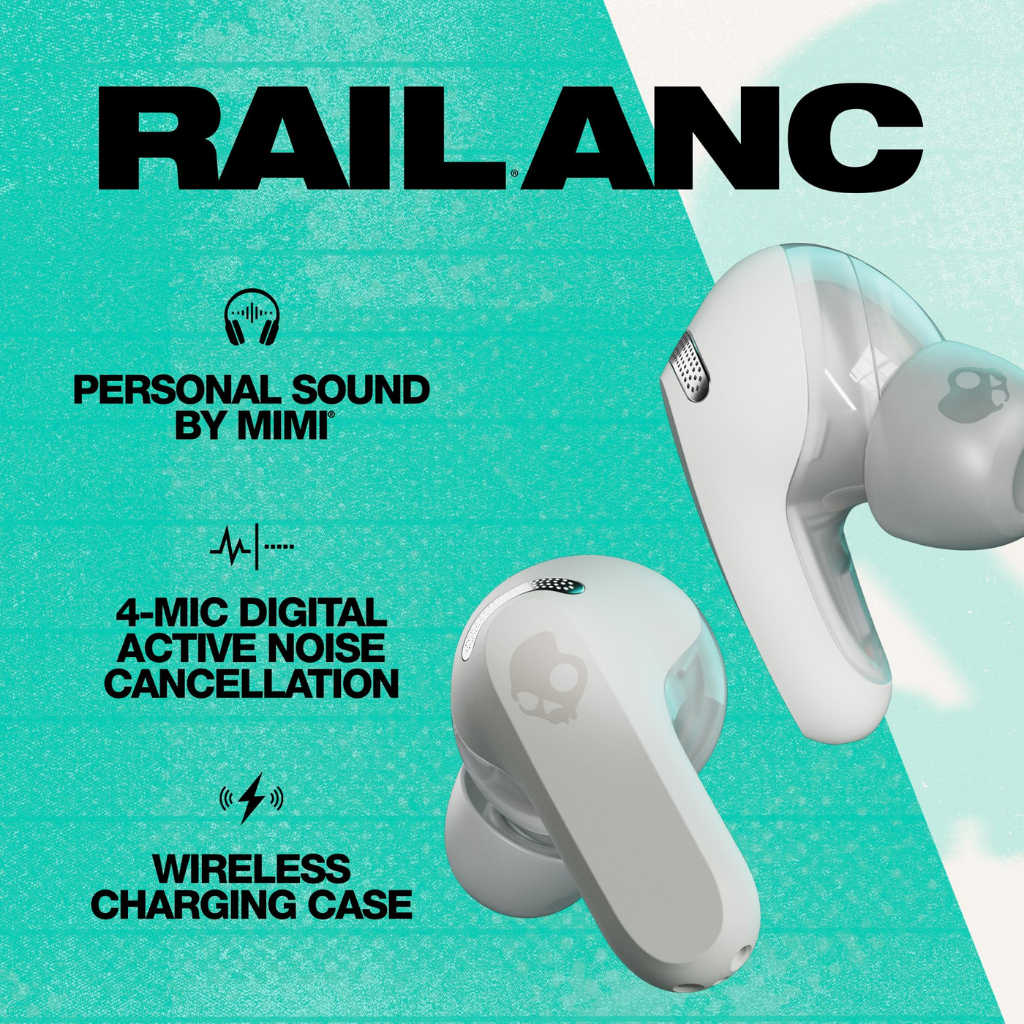 RAIL® ANC
PERSONAL SOUND
BY MIMI®
4-MIC DIGITAL
ACTIVE NOISE
CANCELLATION
WIRELESS
CHARGING CASE